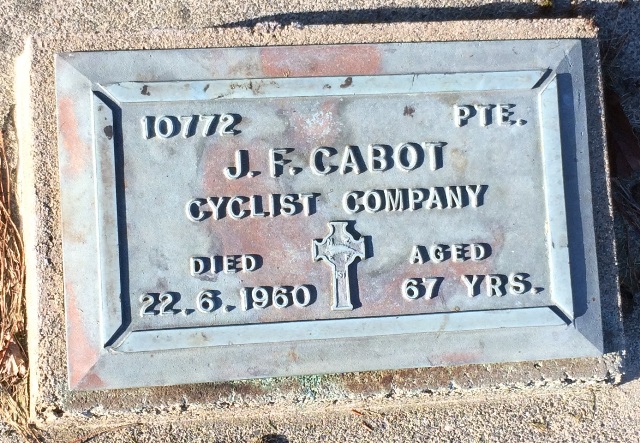 10772 PTE.
J. F. CABOT
CYCLIST COMPANY
DIED AGED
22.6.1960 67 YRS.